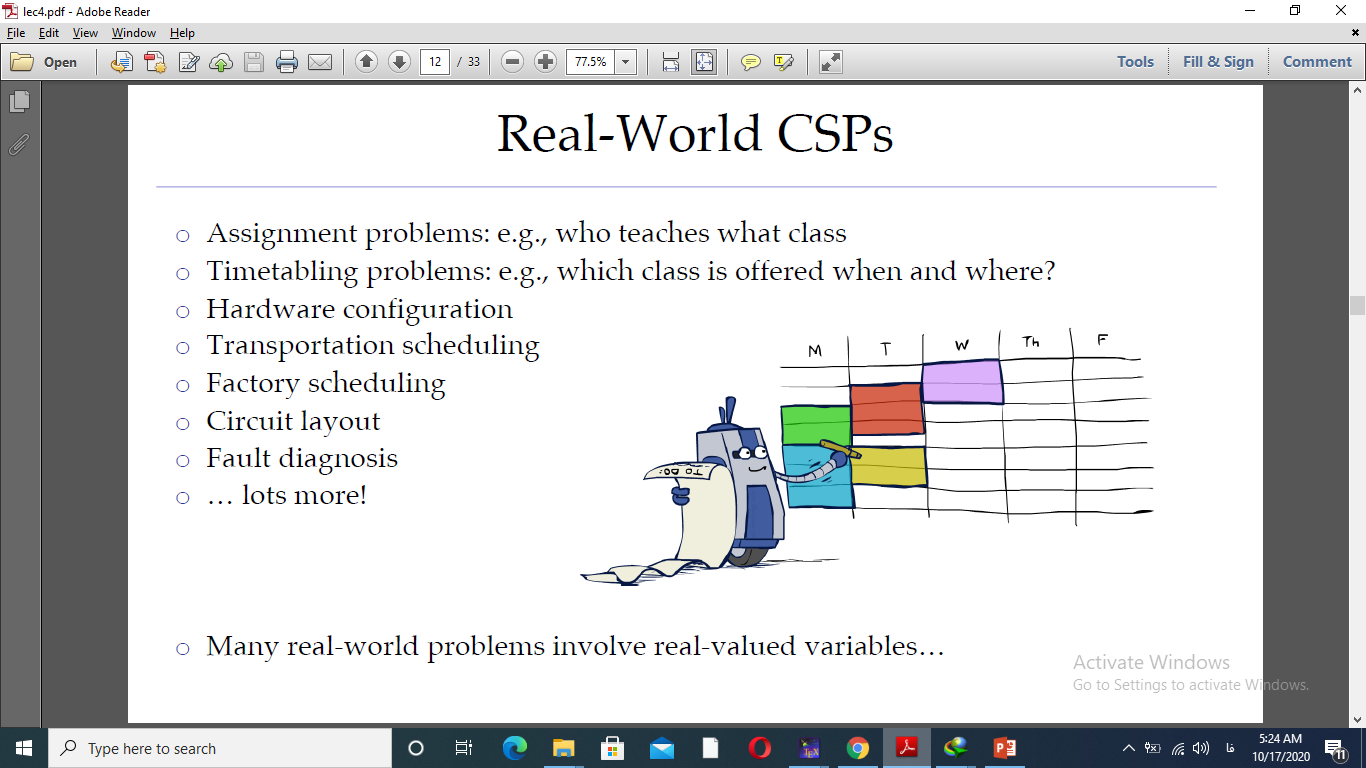 lec4.pdf - Adobe Reader
File Edit View Window Help
Open 12 / 33 77.5% Tools Fill & Sign Comment
Real-World CSPs
Assignment problems: e.g., who teaches what class
Timetabling problems: e.g., which class is offered when and where?
Hardware configuration
Transportation scheduling
Factory scheduling
Circuit layout
Fault diagnosis
… lots more!
M T W Th F
TO DO:
Many real-world problems involve real-valued variables…
Activate Windows
Go to Settings to activate Windows.
Type here to search
TEX
فا
5:24 AM
10/17/2020
11